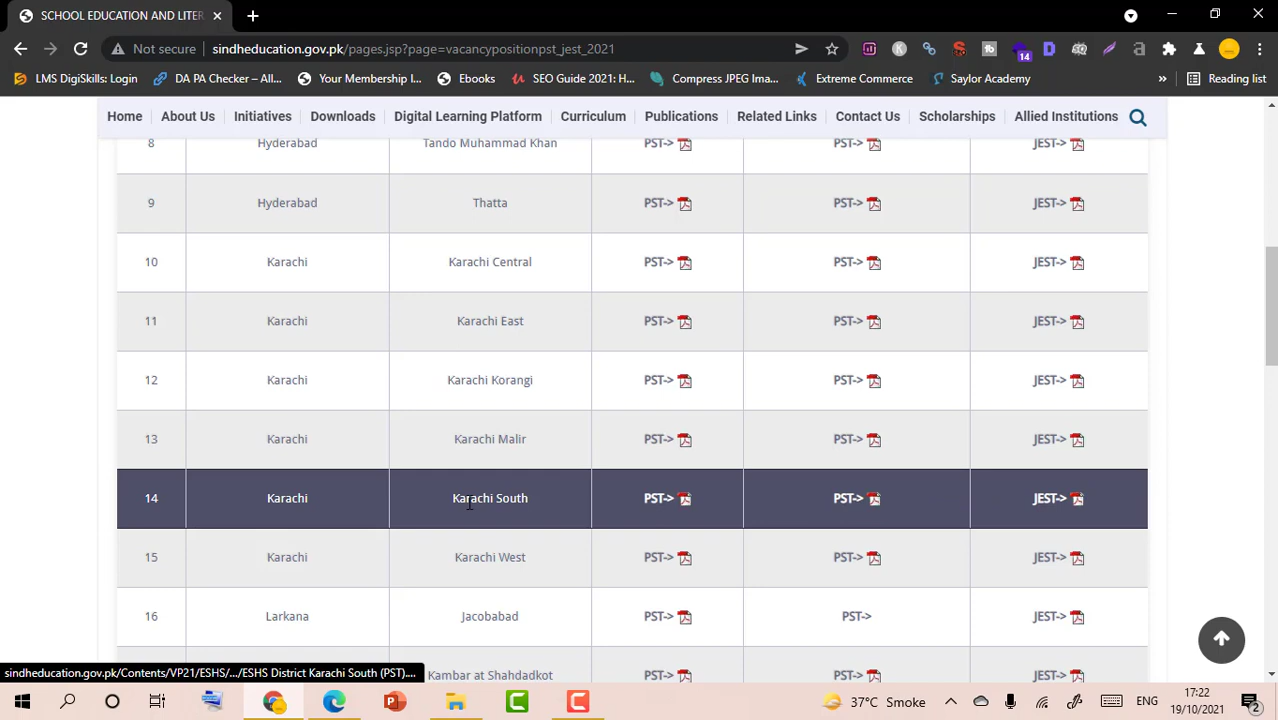 SCHOOL EDUCATION AND LITER
Not secure
sindheducation.gov.pk/pages.jsp?page=vacancypositionpst_jest_2021
14
LMS DigiSkills: Login
DA PA Checker – All...
Your Membership I...
Ebooks
SEO Guide 2021: H...
Compress JPEG Ima...
Extreme Commerce
Saylor Academy
»
Reading list
Home About Us Initiatives Downloads Digital Learning Platform Curriculum Publications Related Links Contact Us Scholarships Allied Institutions
8 Hyderabad Tando Muhammad Khan PST-> PST-> JEST->
9 Hyderabad Thatta PST-> PST-> JEST->
10 Karachi Karachi Central PST-> PST-> JEST->
11 Karachi Karachi East PST-> PST-> JEST->
12 Karachi Karachi Korangi PST-> PST-> JEST->
13 Karachi Karachi Malir PST-> PST-> JEST->
14 Karachi Karachi South PST-> PST-> JEST->
15 Karachi Karachi West PST-> PST-> JEST->
16 Larkana Jacobabad PST-> PST-> JEST->
Kambar at Shahdadkot PST-> PST-> JEST->
sindheducation.gov.pk/Contents/VP21/ESHS/.../ESHS District Karachi South (PST)....
37°C Smoke
ENG
17:22
19/10/2021
2